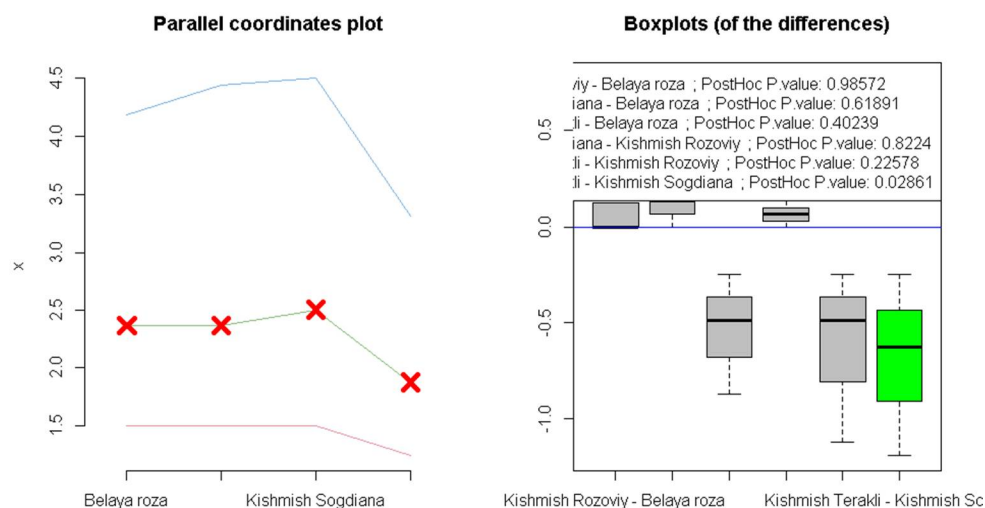 Parallel coordinates plot
x
4.5
4.0
3.5
3.0
2.5
2.0
1.5
Belaya roza
Kishmish Sogdiana
Boxplots (of the differences)
viy - Belaya roza ; PostHoc P.value: 0.98572
iana - Belaya roza ; PostHoc P.value: 0.61891
kli - Belaya roza ; PostHoc P.value: 0.40239
iana - Kishmish Rozoviy ; PostHoc P.value: 0.8224
kli - Kishmish Rozoviy ; PostHoc P.value: 0.22578
kli - Kishmish Sogdiana ; PostHoc P.value: 0.02861
0.5
0.0
-0.5
-1.0
Kishmish Rozoviy - Belaya roza
Kishmish Terakli - Kishmish Sc